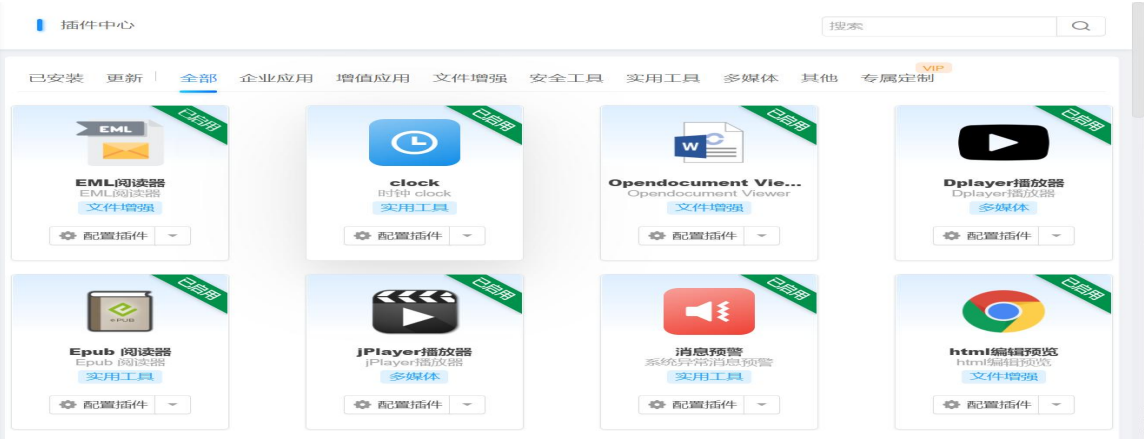 插件中心
搜索
已安装 更新 全部 企业应用 增值应用 文件增强 安全工具 实用工具 多媒体 其他 专属定制 VIP
已启用 已启用 已启用 已启用
EML W C
EML阅读器 clock Opendocument Vie... Dplayer播放器
EML阅读器 时钟 clock Opendocument Viewer Dplayer播放器
文件增强 实用工具 文件增强 多媒体
配置插件 配置插件 配置插件 配置插件
已启用 已启用 已启用 已启用
ePUB
Epub 阅读器 jPlayer播放器 消息预警 html编辑预览
Epub 阅读器 jPlayer播放器 系统异常消息预警 html编辑预览
实用工具 多媒体 实用工具 文件增强
配置插件 配置插件 配置插件 配置插件